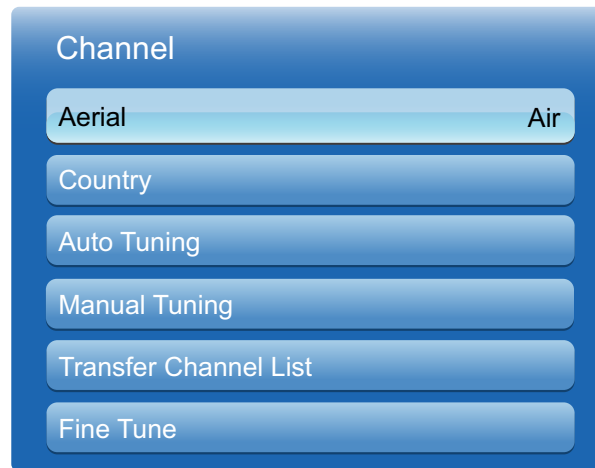 Channel
Aerial Air
Country
Auto Tuning
Manual Tuning
Transfer Channel List
Fine Tune